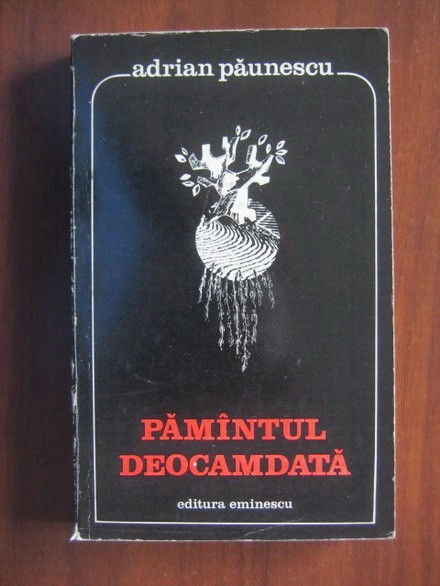 adrian păunescu
PĂMÎNTUL
DEOCAMDATĂ
editura eminescu